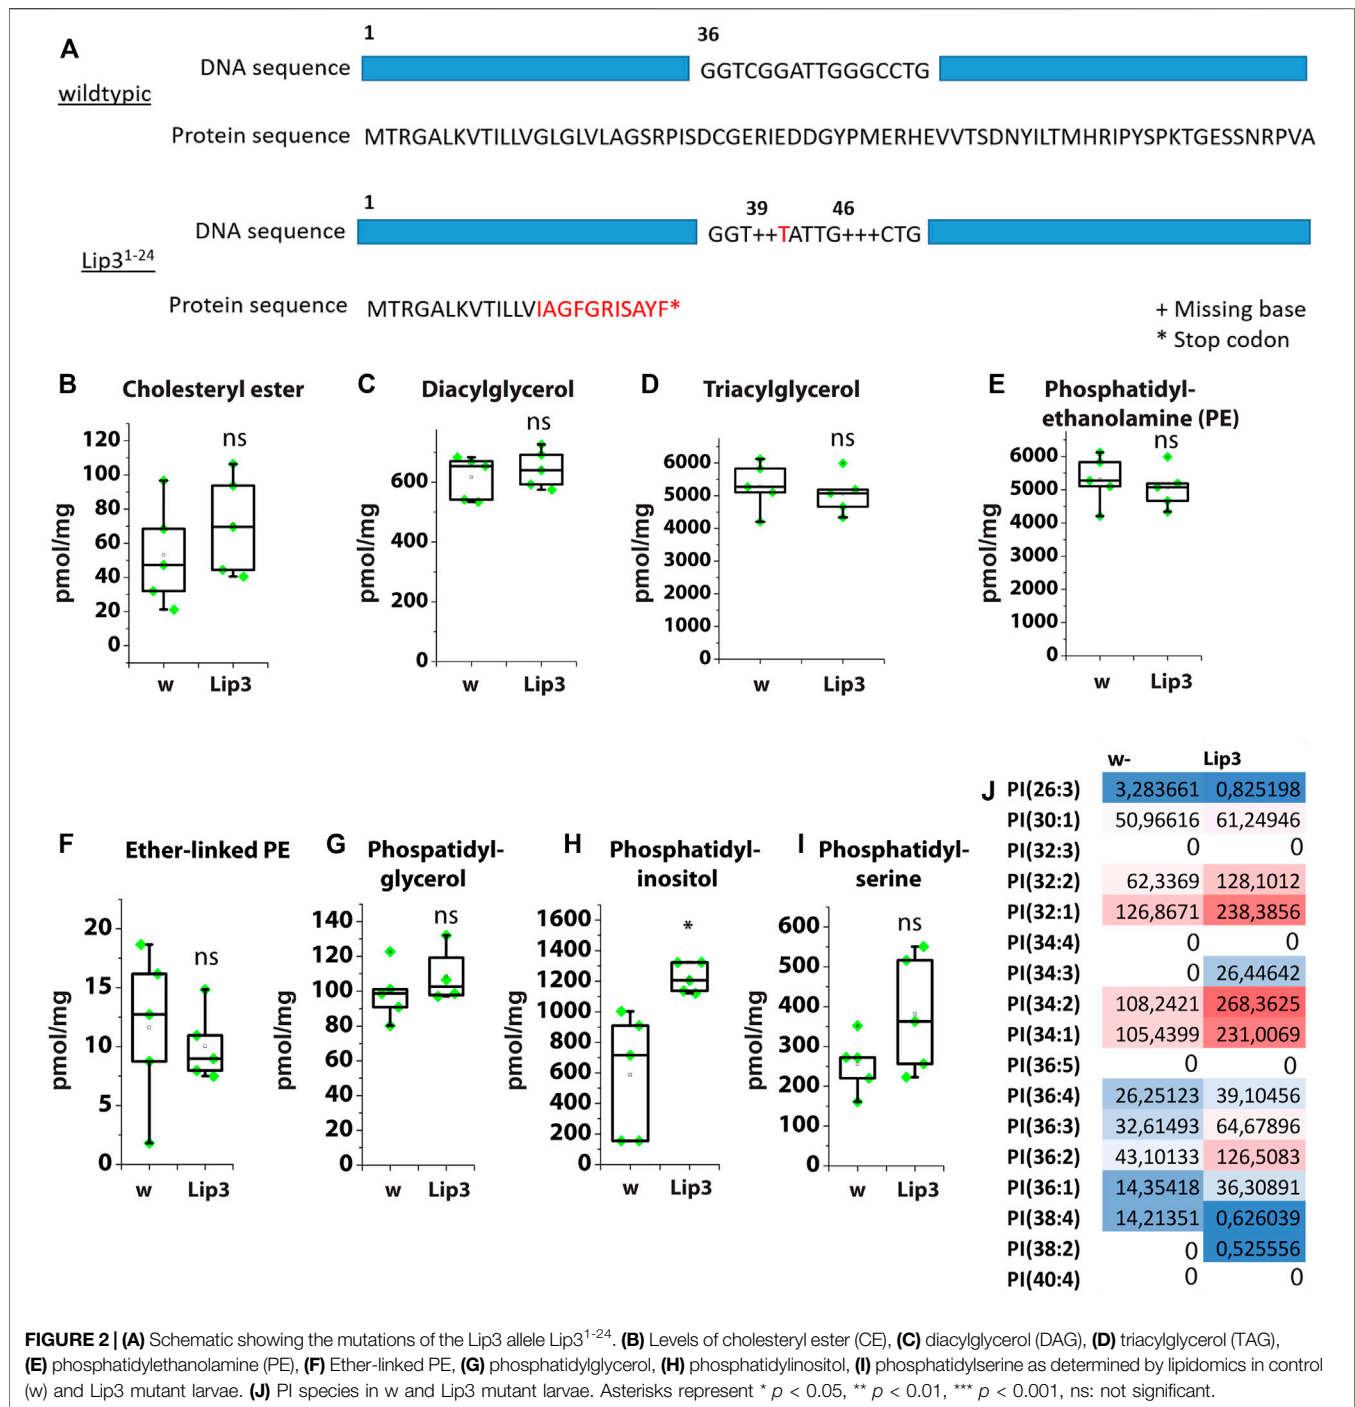 A
1
36
DNA sequence
GGTCGGATTGGGCCTG
wildtypic
Protein sequence MTRGALKVTILLVGLGLVLAGSRPISDCGERIEDDGYPMERHEVVTSDNYILTMHRIPYSPKTGESSNRPVA
1
39
46
DNA sequence
GGT++TATTG+++CTG
Lip3¹⁻²⁴
Protein sequence MTRGALKVTILLVIAGFGRISAYF*
+ Missing base
* Stop codon
B
Cholesteryl ester
ns
120
100
80
60
40
20
0
pmol/mg
w Lip3
C
Diacylglycerol
ns
600
400
200
0
pmol/mg
w Lip3
D
Triacylglycerol
ns
6000
5000
4000
3000
2000
1000
0
pmol/mg
w Lip3
E
Phosphatidyl-
ethanolamine (PE)
ns
6000
5000
4000
3000
2000
1000
0
pmol/mg
w Lip3
F
Ether-linked PE
ns
20
15
10
5
0
pmol/mg
w Lip3
G
Phospatidyl-
glycerol
ns
140
120
100
80
60
40
20
0
pmol/mg
w Lip3
H
Phosphatidyl-
inositol
*
1600
1400
1200
1000
800
600
400
200
0
pmol/mg
w Lip3
I
Phosphatidyl-
serine
ns
600
500
400
300
200
100
0
pmol/mg
w Lip3
J
w- Lip3
PI(26:3) 3,283661 0,825198
PI(30:1) 50,96616 61,24946
PI(32:3) 0 0
PI(32:2) 62,3369 128,1012
PI(32:1) 126,8671 238,3856
PI(34:4) 0 0
PI(34:3) 0 26,44642
PI(34:2) 108,2421 268,3625
PI(34:1) 105,4399 231,0069
PI(36:5) 0 0
PI(36:4) 26,25123 39,10456
PI(36:3) 32,61493 64,67896
PI(36:2) 43,10133 126,5083
PI(36:1) 14,35418 36,30891
PI(38:4) 14,21351 0,626039
PI(38:2) 0 0,525556
PI(40:4) 0 0
FIGURE 2 | (A) Schematic showing the mutations of the Lip3 allele Lip3¹⁻²⁴. (B) Levels of cholesteryl ester (CE), (C) diacylglycerol (DAG), (D) triacylglycerol (TAG),
(E) phosphatidylethanolamine (PE), (F) Ether-linked PE, (G) phosphatidylglycerol, (H) phosphatidylinositol, (I) phosphatidylserine as determined by lipidomics in control
(w) and Lip3 mutant larvae. (J) PI species in w and Lip3 mutant larvae. Asterisks represent * p < 0.05, ** p < 0.01, *** p < 0.001, ns: not significant.